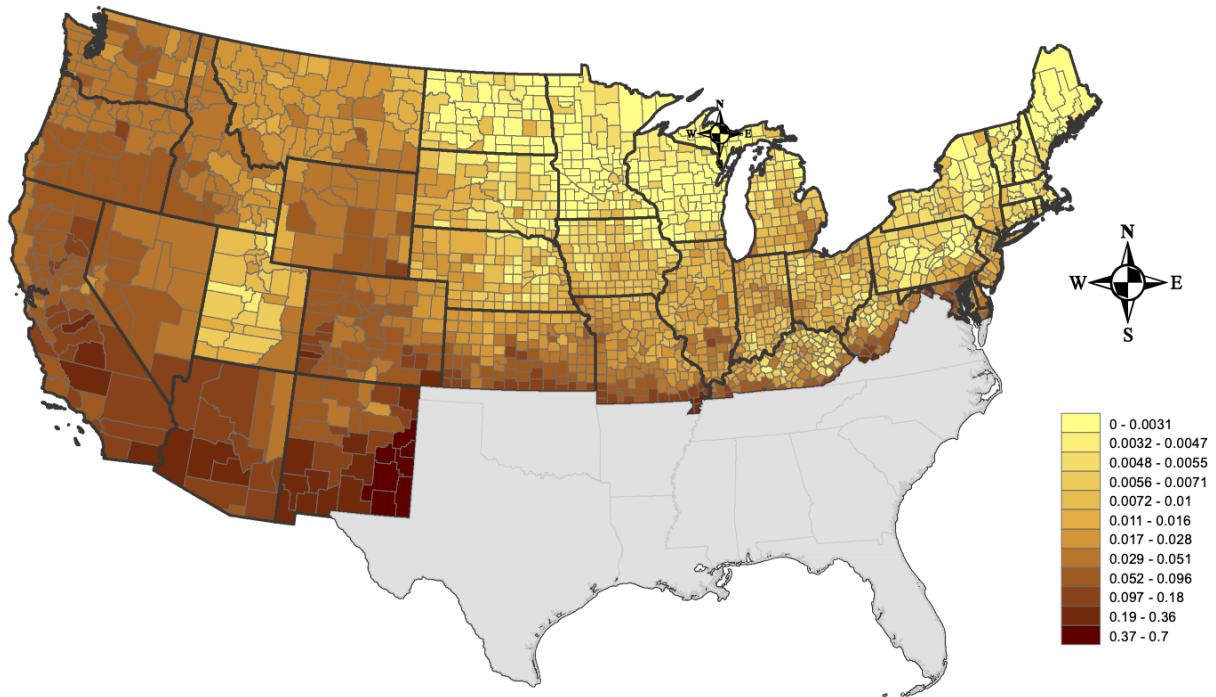 N
W E
S
N
W E
S
0 - 0.0031
0.0032 - 0.0047
0.0048 - 0.0055
0.0056 - 0.0071
0.0072 - 0.01
0.011 - 0.016
0.017 - 0.028
0.029 - 0.051
0.052 - 0.096
0.097 - 0.18
0.19 - 0.36
0.37 - 0.7